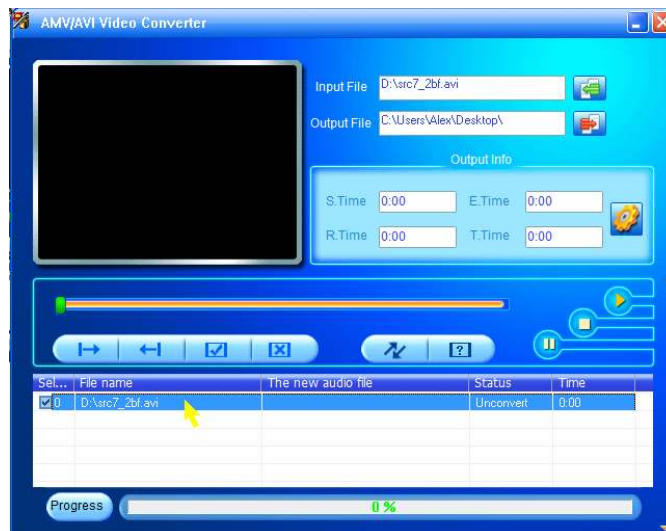 AMV/AVI Video Converter
Input File D:\src7_2bf.avi
Output File C:\Users\Alex\Desktop\
Output Info
S.Time 0:00 E.Time 0:00
R.Time 0:00 T.Time 0:00
Sel... File name The new audio file Status Time
0 D:\src7_2bf.avi Unconvert 0:00
Progress 0 %